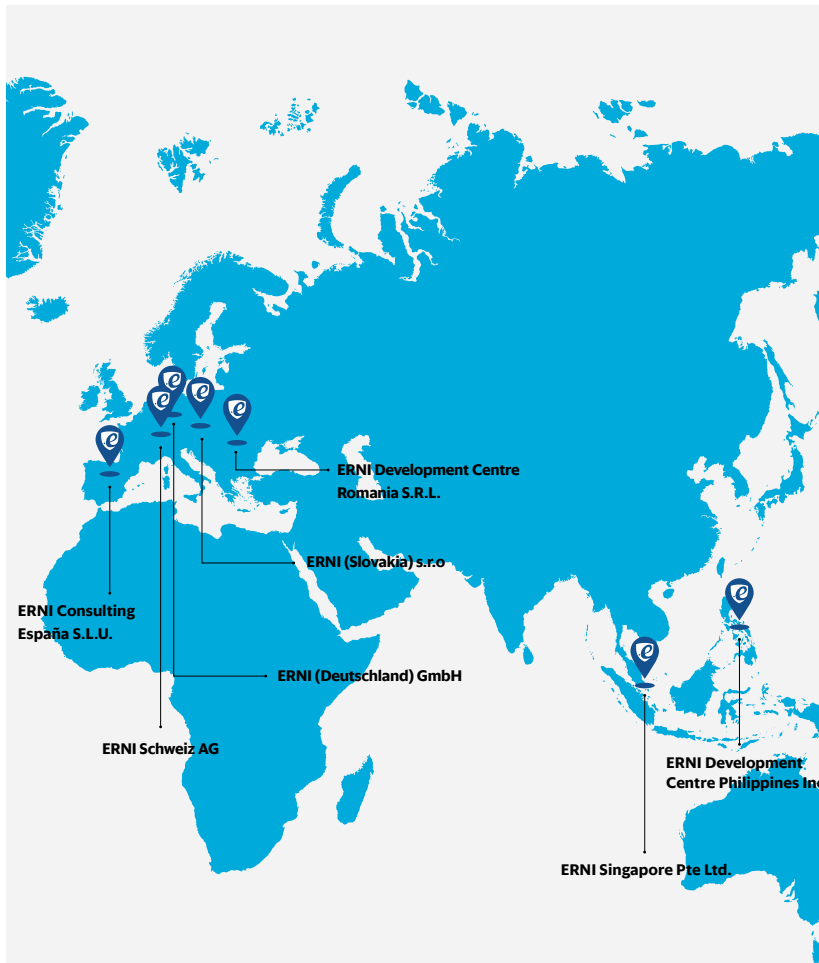 ERNI Development Centre
Romania S.R.L.
ERNI (Slovakia) s.r.o
ERNI Consulting
España S.L.U.
ERNI (Deutschland) GmbH
ERNI Schweiz AG
ERNI Development
Centre Philippines Inc
ERNI Singapore Pte Ltd.